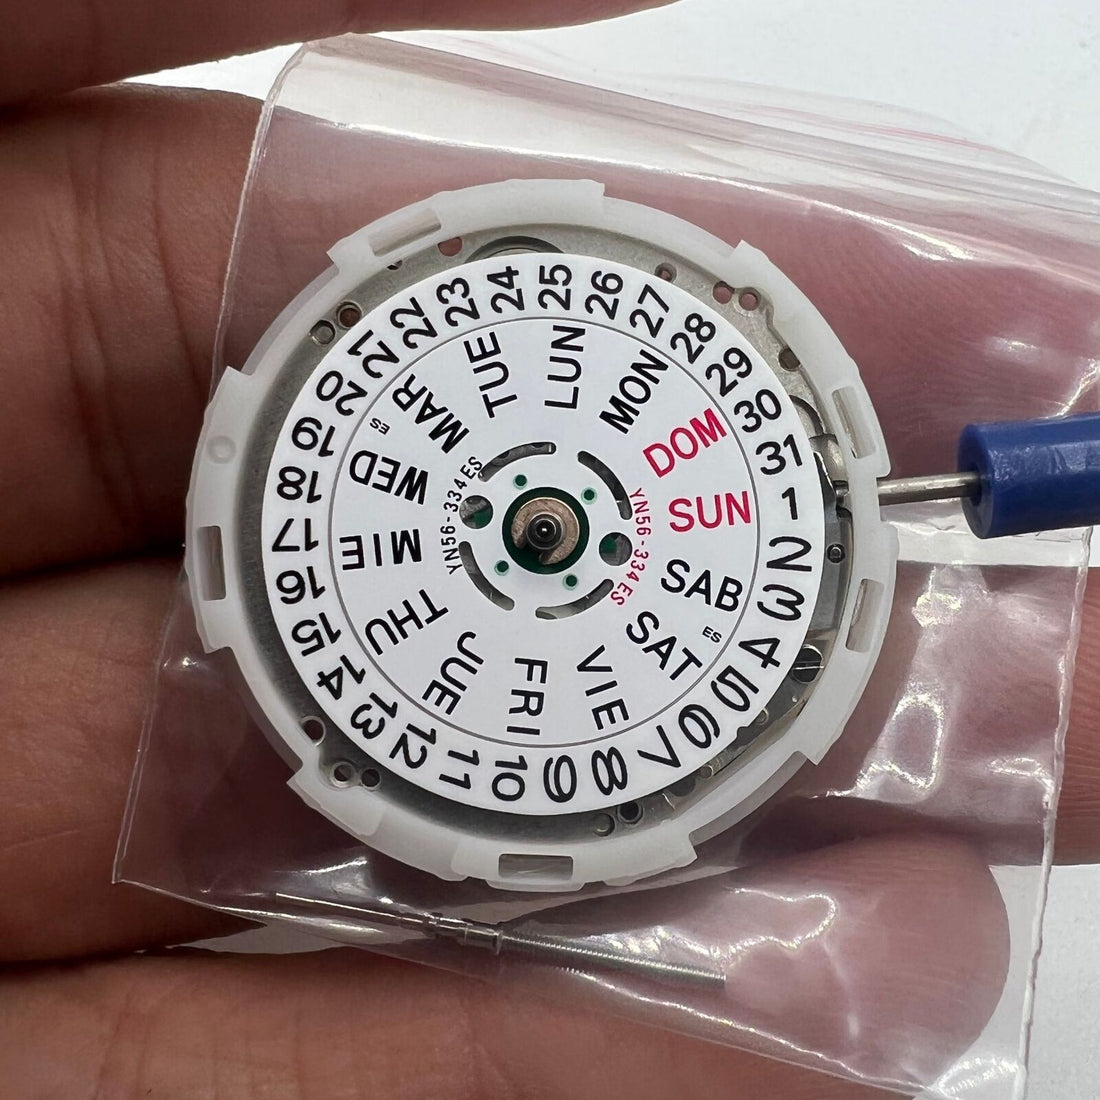 1
2
3
4
5
6
7
8
9
10
11
12
13
14
15
16
17
18
19
20
21
22
23
24
25
26
27
28
29
30
31
SUN
SAB
ES
SAT
VIE
FRI
JUE
THU
MIE
WED
ES
MAR
TUE
LUN
MON
DOM
YN56-334ES
YN56-334ES